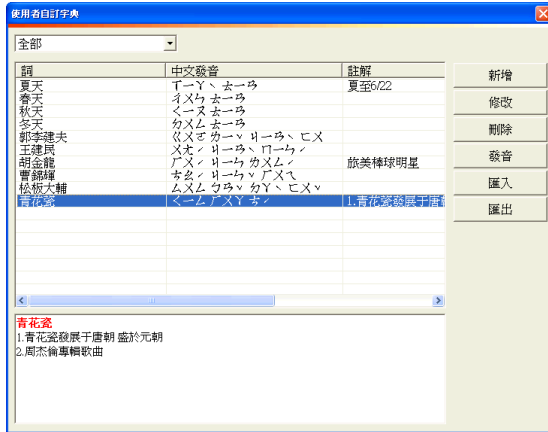 使用者自訂字典
全部
詞 中文發音 註解
夏天 ㄒㄧㄚˋ ㄊㄧㄢ 夏至6/22
春天 ㄔㄨㄣ ㄊㄧㄢ
秋天 ㄑㄧㄡ ㄊㄧㄢ
冬天 ㄉㄨㄥ ㄊㄧㄢ
郭李建夫 ㄍㄨㄛ ㄌㄧˇ ㄐㄧㄢˋ ㄈㄨ
王建民 ㄨㄤˊ ㄐㄧㄢˋ ㄇㄧㄣˊ
胡金龍 ㄏㄨˊ ㄐㄧㄣ ㄌㄨㄥˊ 旅美棒球明星
曹錦輝 ㄘㄠˊ ㄐㄧㄣˇ ㄏㄨㄟ
松板大輔 ㄙㄨㄥ ㄅㄢˇ ㄉㄚˋ ㄈㄨˇ
青花瓷 ㄑㄧㄥ ㄏㄨㄚ ㄘˊ 1.青花瓷發展于唐朝
新增
修改
刪除
發音
匯入
匯出
青花瓷
1.青花瓷發展于唐朝 盛於元朝
2.周杰倫專輯歌曲